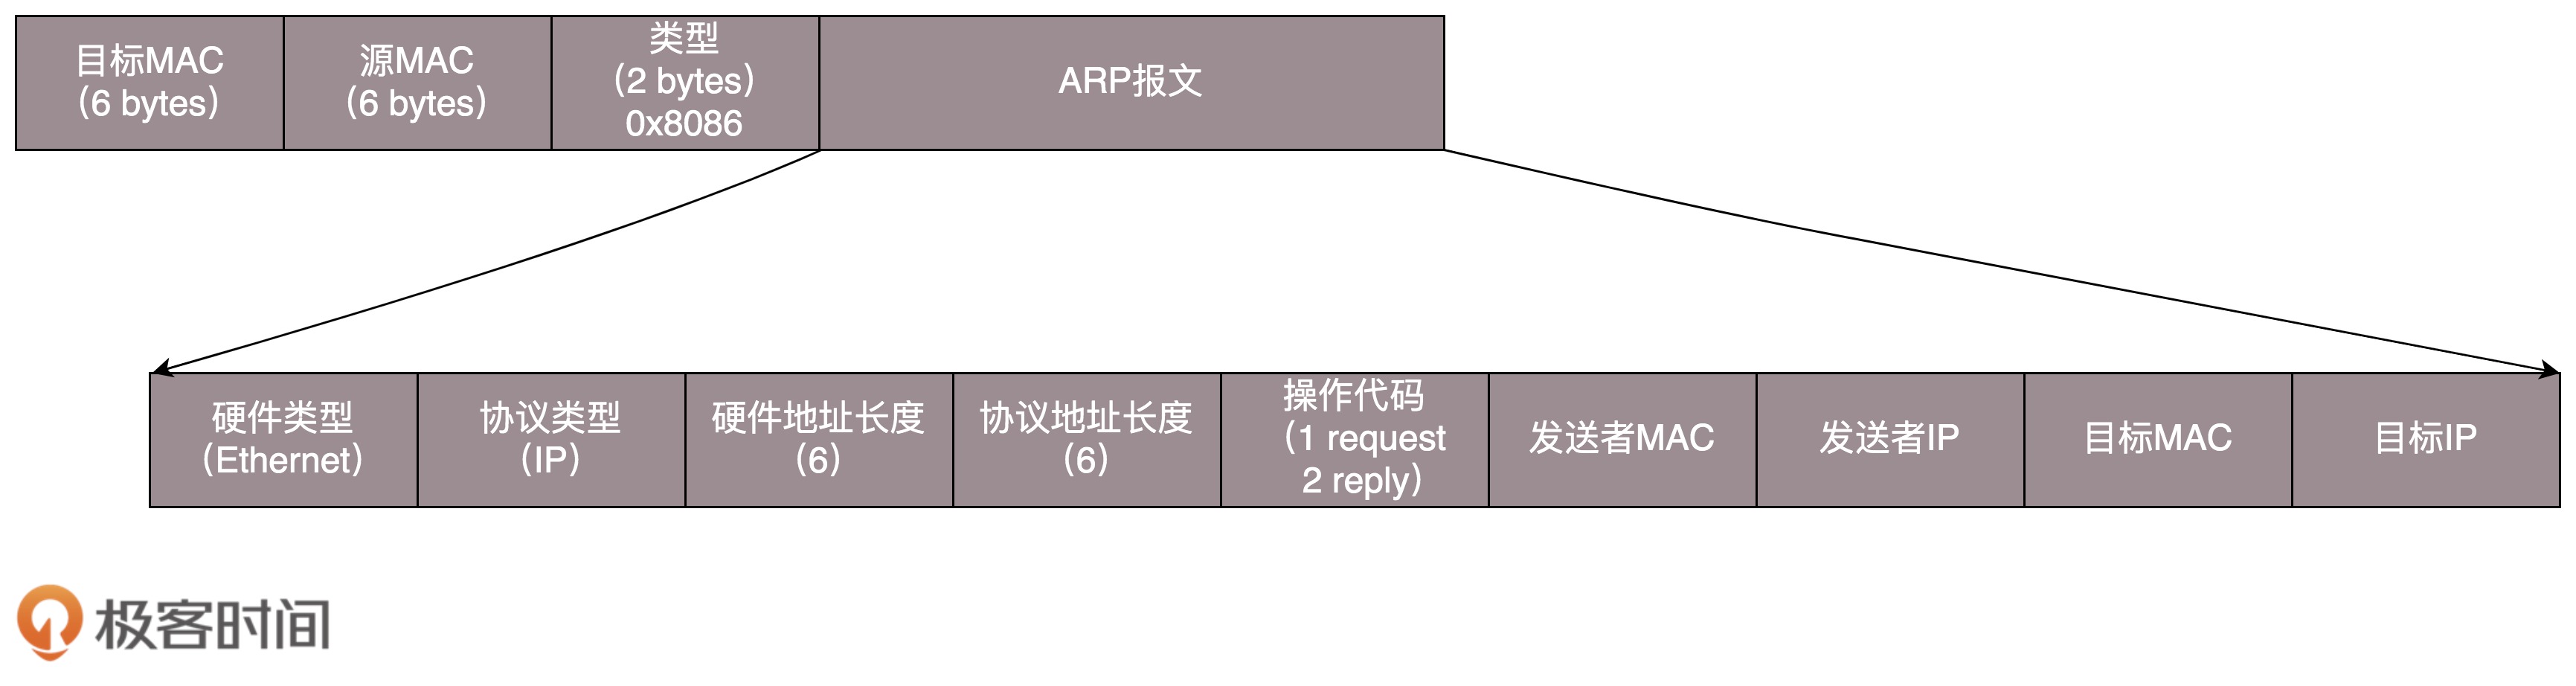 目标MAC
(6 bytes)
源MAC
(6 bytes)
类型
(2 bytes)
0x8086
ARP报文
硬件类型
(Ethernet)
协议类型
(IP)
硬件地址长度
(6)
协议地址长度
(6)
操作代码
(1 request
2 reply)
发送者MAC
发送者IP
目标MAC
目标IP
极客时间